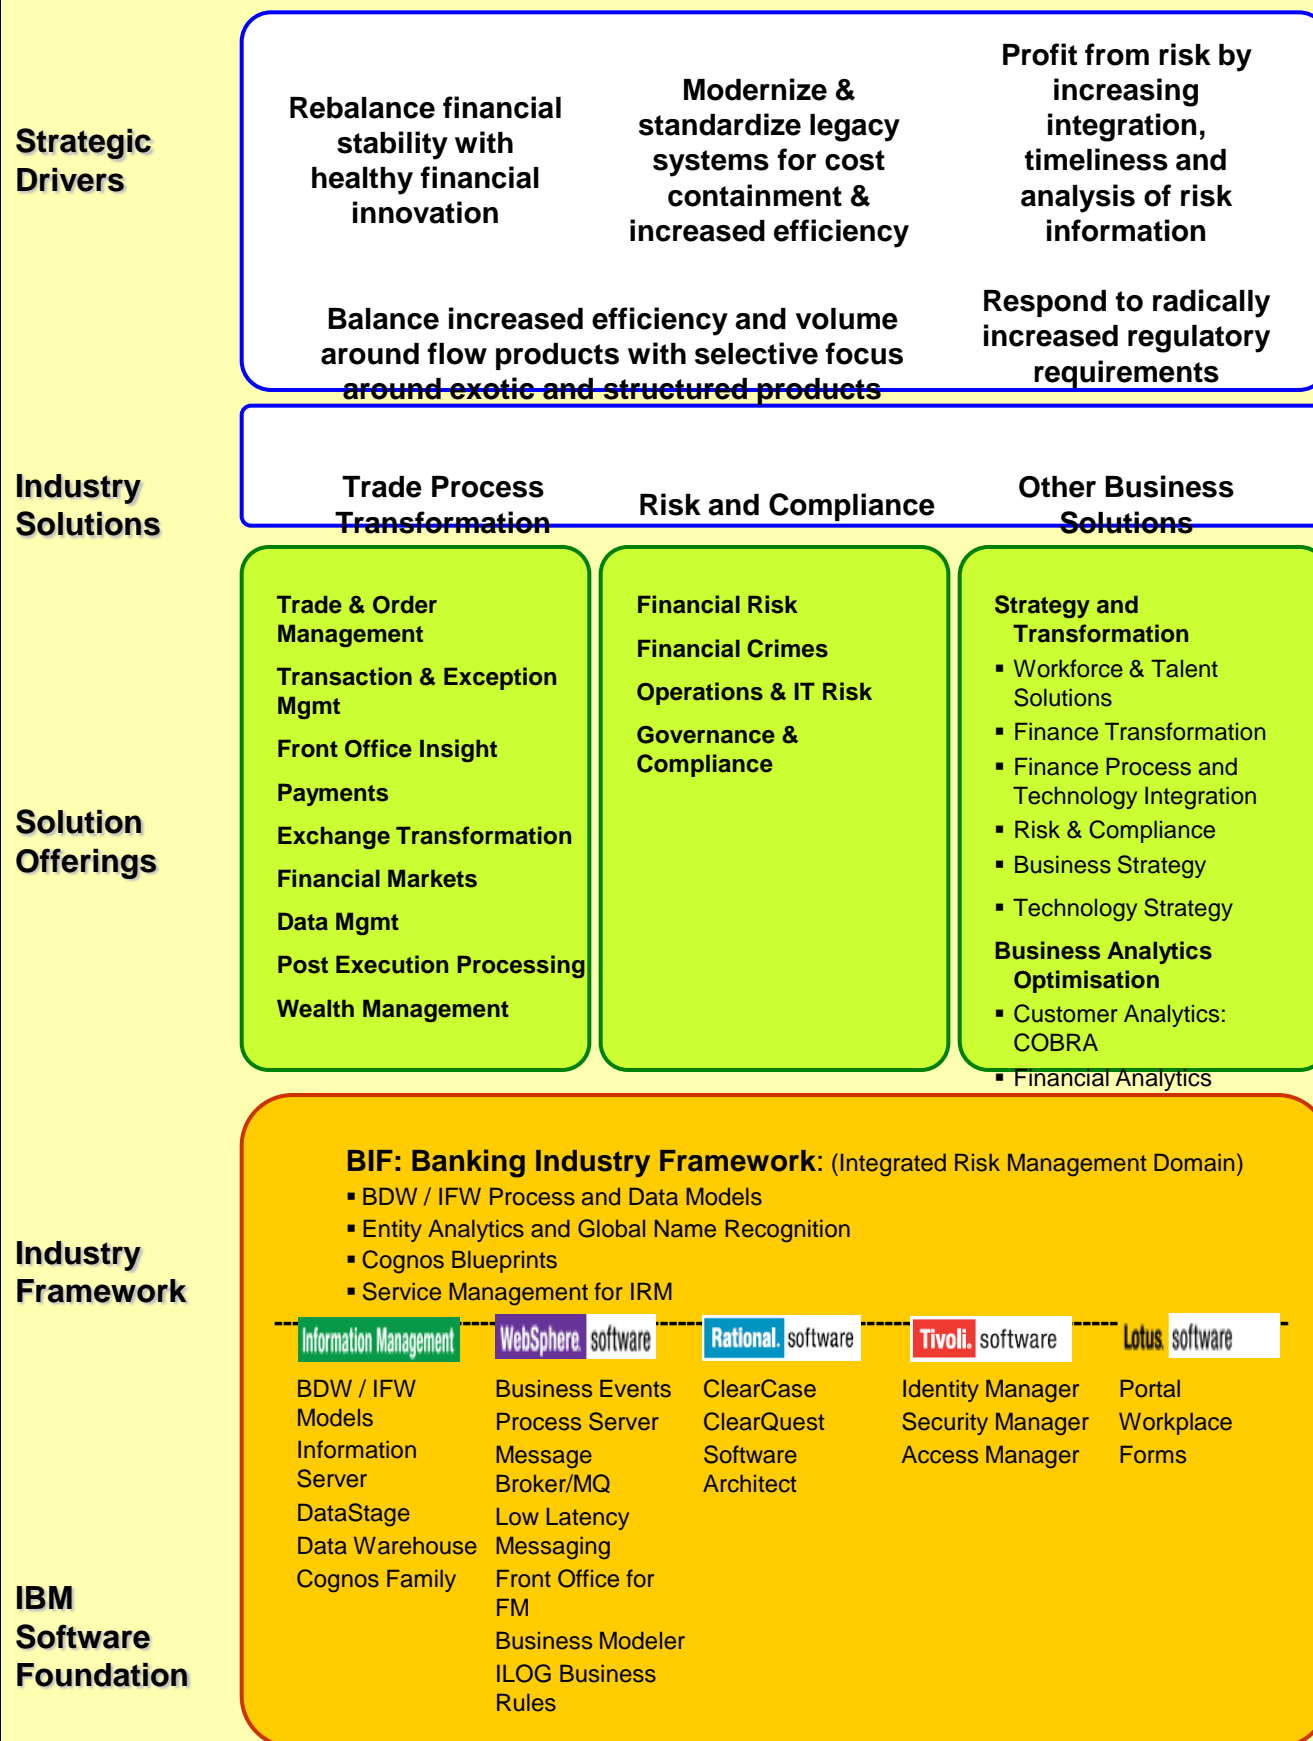 Strategic
Drivers
Rebalance financial
stability with
healthy financial
innovation
Modernize &
standardize legacy
systems for cost
containment &
increased efficiency
Profit from risk by
increasing
integration,
timeliness and
analysis of risk
information
Balance increased efficiency and volume
around flow products with selective focus
around exotic and structured products
Respond to radically
increased regulatory
requirements
Industry
Solutions
Trade Process
Transformation
Risk and Compliance
Other Business
Solutions
Solution
Offerings
Trade & Order
Management
Transaction & Exception
Mgmt
Front Office Insight
Payments
Exchange Transformation
Financial Markets
Data Mgmt
Post Execution Processing
Wealth Management
Financial Risk
Financial Crimes
Operations & IT Risk
Governance &
Compliance
Strategy and
Transformation
▪ Workforce & Talent
Solutions
▪ Finance Transformation
▪ Finance Process and
Technology Integration
▪ Risk & Compliance
▪ Business Strategy
▪ Technology Strategy
Business Analytics
Optimisation
▪ Customer Analytics:
COBRA
▪ Financial Analytics
Industry
Framework
BIF: Banking Industry Framework: (Integrated Risk Management Domain)
▪ BDW / IFW Process and Data Models
▪ Entity Analytics and Global Name Recognition
▪ Cognos Blueprints
▪ Service Management for IRM
IBM
Software
Foundation
Information Management
BDW / IFW
Models
Information
Server
DataStage
Data Warehouse
Cognos Family
WebSphere. software
Business Events
Process Server
Message
Broker/MQ
Low Latency
Messaging
Front Office for
FM
Business Modeler
ILOG Business
Rules
Rational. software
ClearCase
ClearQuest
Software
Architect
Tivoli. software
Identity Manager
Security Manager
Access Manager
Lotus. software
Portal
Workplace
Forms